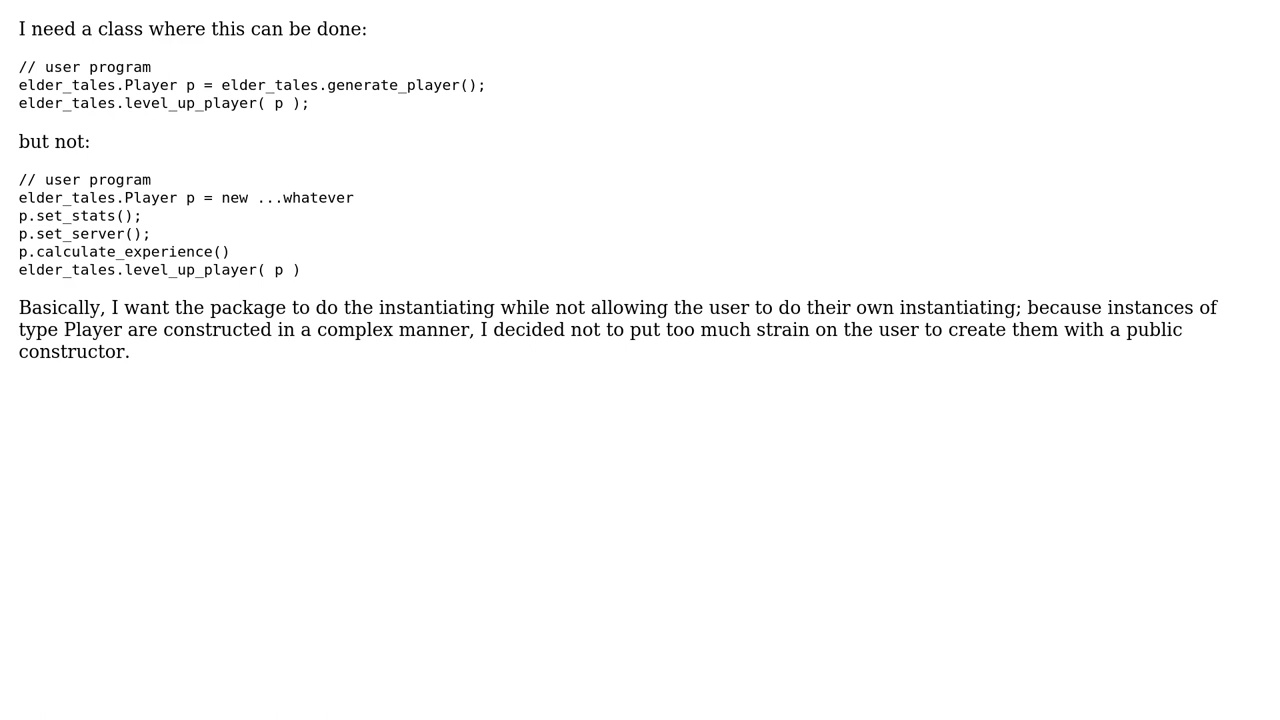 I need a class where this can be done:
// user program
elder_tales.Player p = elder_tales.generate_player();
elder_tales.level_up_player( p );
but not:
// user program
elder_tales.Player p = new ...whatever
p.set_stats();
p.set_server();
p.calculate_experience()
elder_tales.level_up_player( p )
Basically, I want the package to do the instantiating while not allowing the user to do their own instantiating; because instances of
type Player are constructed in a complex manner, I decided not to put too much strain on the user to create them with a public
constructor.